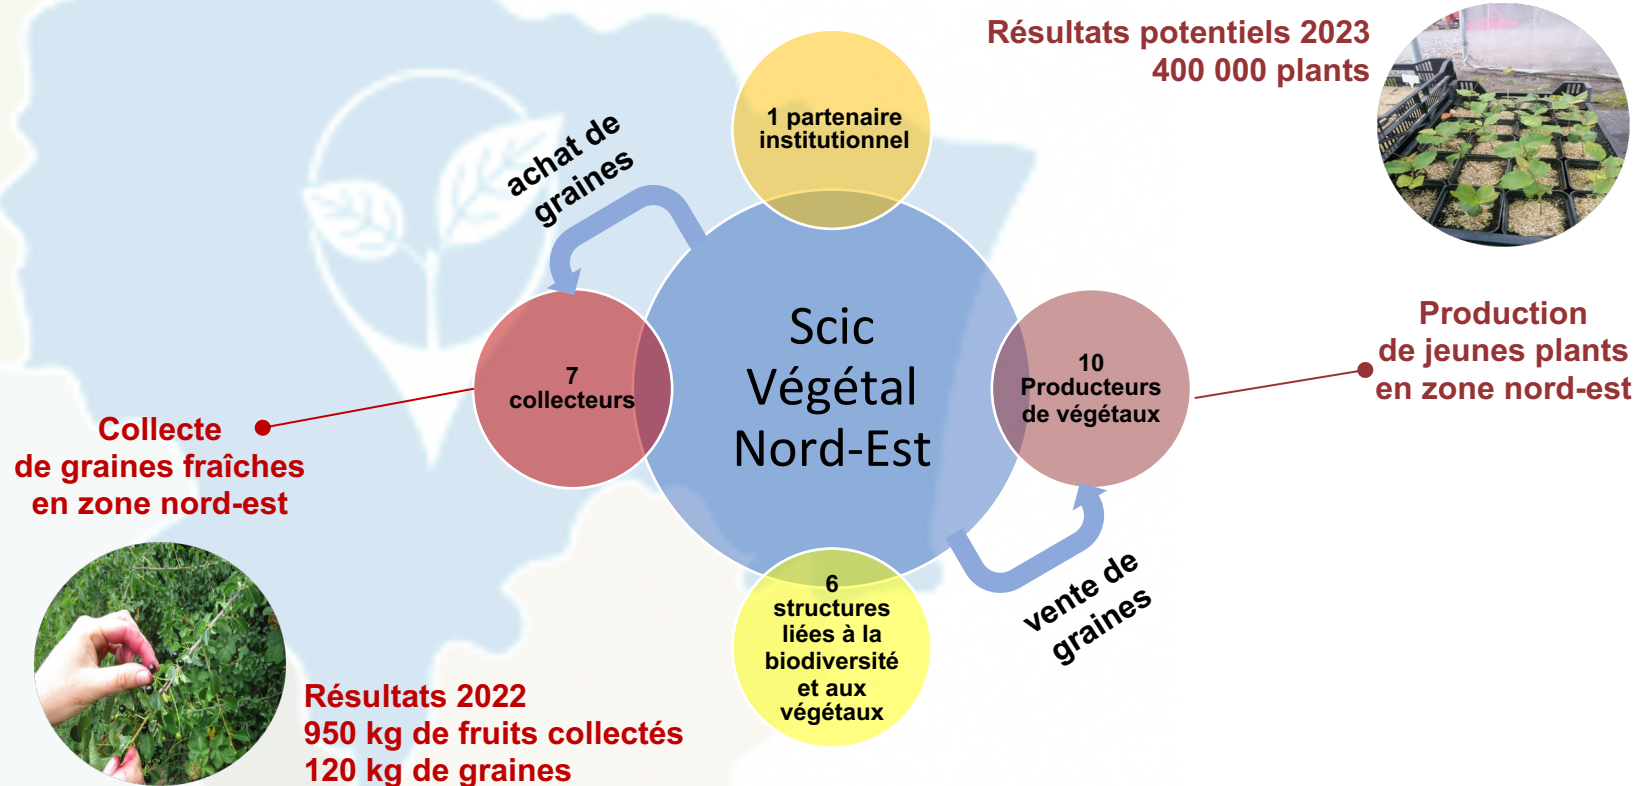 Résultats potentiels 2023
400 000 plants
1 partenaire
institutionnel
achat de
graines
Scic
Végétal
Nord-Est
7
collecteurs
10
Producteurs
de végétaux
Production
de jeunes plants
en zone nord-est
Collecte
de graines fraîches
en zone nord-est
6
structures
liées à la
biodiversité
et aux
végétaux
vente de
graines
Résultats 2022
950 kg de fruits collectés
120 kg de graines